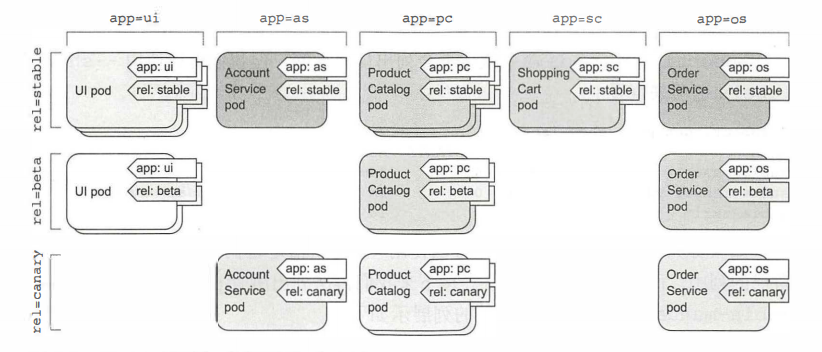 app=ui
app=as
app=pc
app=sc
app=os
rel=stable
UI pod
app: ui
rel: stable
Account
Service
pod
app: as
rel: stable
Product
Catalog
pod
app: pc
rel: stable
Shopping
Cart
pod
app: sc
rel: stable
Order
Service
pod
app: os
rel: stable
rel=beta
UI pod
app: ui
rel: beta
Product
Catalog
pod
app: pc
rel: beta
Order
Service
pod
app: os
rel: beta
rel=canary
Account
Service
pod
app: as
rel: canary
Product
Catalog
pod
app: pc
rel: canary
Order
Service
pod
app: os
rel: canary